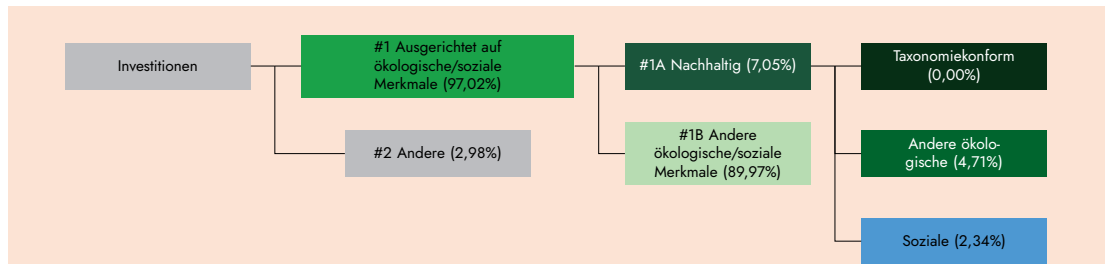 Investitionen
#1 Ausgerichtet auf
ökologische/soziale
Merkmale (97,02%)
#2 Andere (2,98%)
#1A Nachhaltig (7,05%)
#1B Andere
ökologische/soziale
Merkmale (89,97%)
Taxonomiekonform
(0,00%)
Andere ökolo-
gische (4,71%)
Soziale (2,34%)